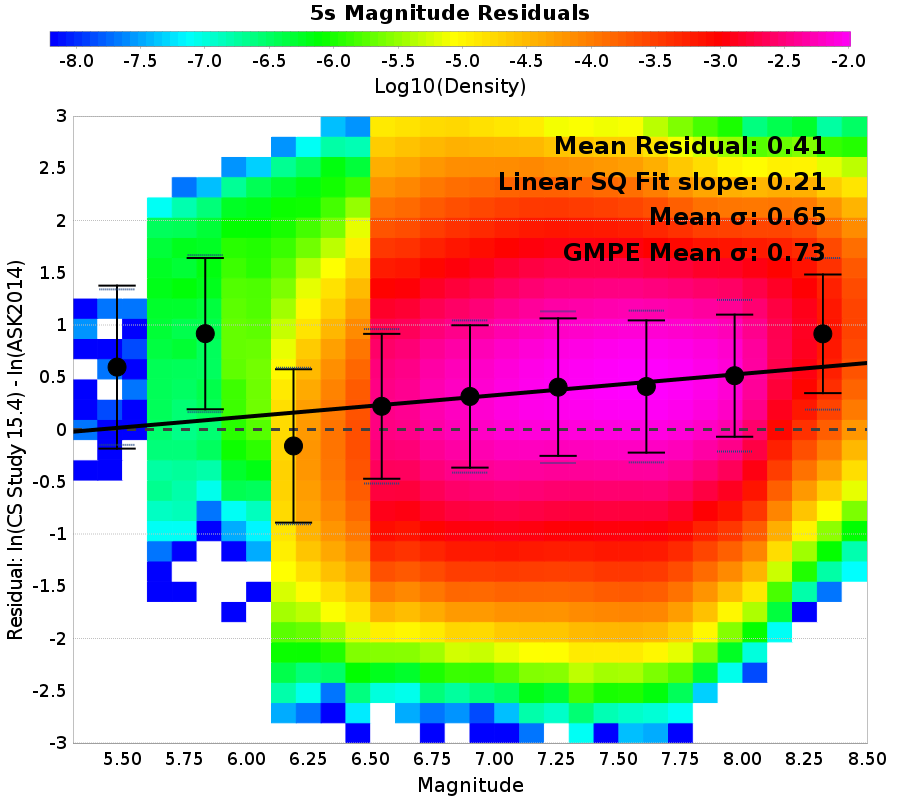 5s Magnitude Residuals
-8.0 -7.5 -7.0 -6.5 -6.0 -5.5 -5.0 -4.5 -4.0 -3.5 -3.0 -2.5 -2.0
Log10(Density)
Mean Residual: 0.41
Linear SQ Fit slope: 0.21
Mean σ: 0.65
GMPE Mean σ: 0.73
Residual: ln(CS Study 15.4) - ln(ASK2014)
3
2.5
2
1.5
1
0.5
0
-0.5
-1
-1.5
-2
-2.5
-3
5.50 5.75 6.00 6.25 6.50 6.75 7.00 7.25 7.50 7.75 8.00 8.25 8.50
Magnitude